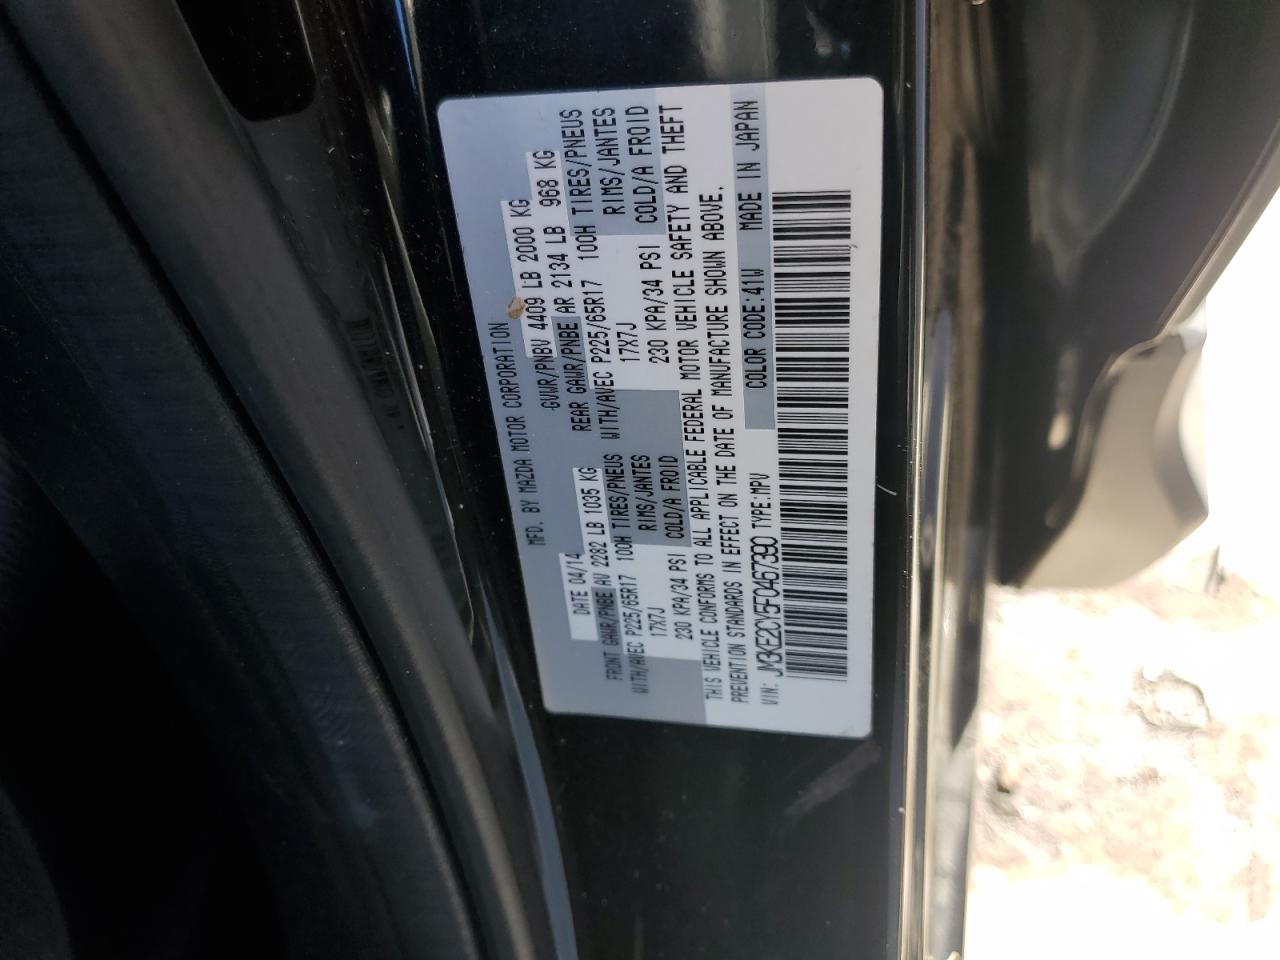 MFD. BY MAZDA MOTOR CORPORATION
DATE 04/14 GVWR/PNBV 4409 LB 2000 KG
FRONT GAWR/PNBE AV 2282 LB 1035 KG REAR GAWR/PNBE AR 2134 LB 968 KG
WITH/AVEC P225/65R17 100H TIRES/PNEUS WITH/AVEC P225/65R17 100H TIRES/PNEUS
17X7J RIMS/JANTES 17X7J RIMS/JANTES
230 KPA/34 PSI COLD/A FROID 230 KPA/34 PSI COLD/A FROID
THIS VEHICLE CONFORMS TO ALL APPLICABLE FEDERAL MOTOR VEHICLE SAFETY AND THEFT
PREVENTION STANDARDS IN EFFECT ON THE DATE OF MANUFACTURE SHOWN ABOVE.
VIN: JM3KE2CY5F0467390 TYPE:MPV COLOR CODE:41W MADE IN JAPAN